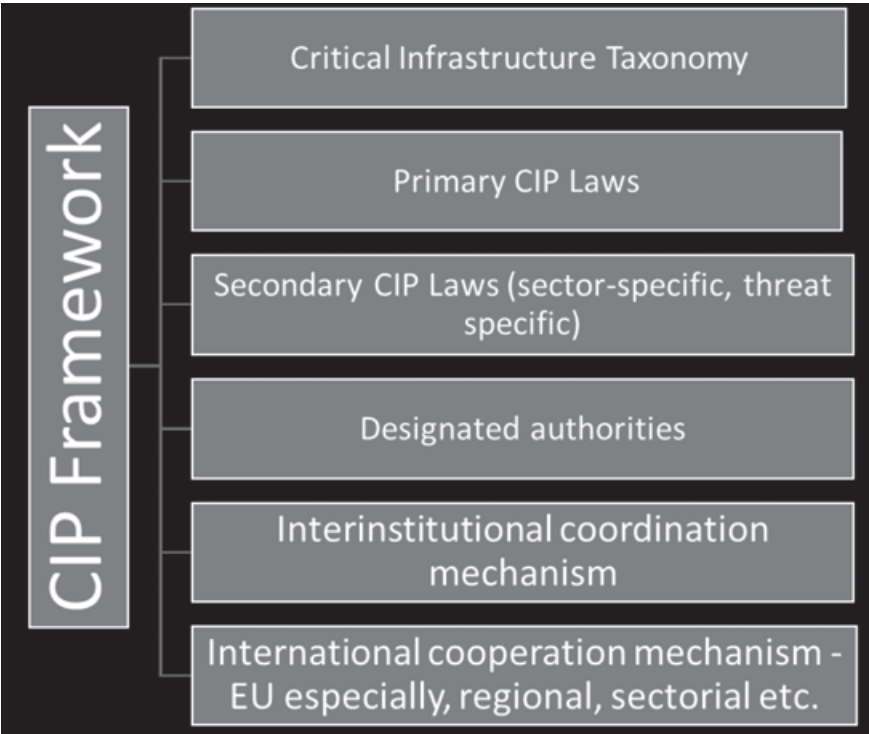 CIP Framework
Critical Infrastructure Taxonomy
Primary CIP Laws
Secondary CIP Laws (sector-specific, threat
specific)
Designated authorities
Interinstitutional coordination
mechanism
International cooperation mechanism -
EU especially, regional, sectorial etc.